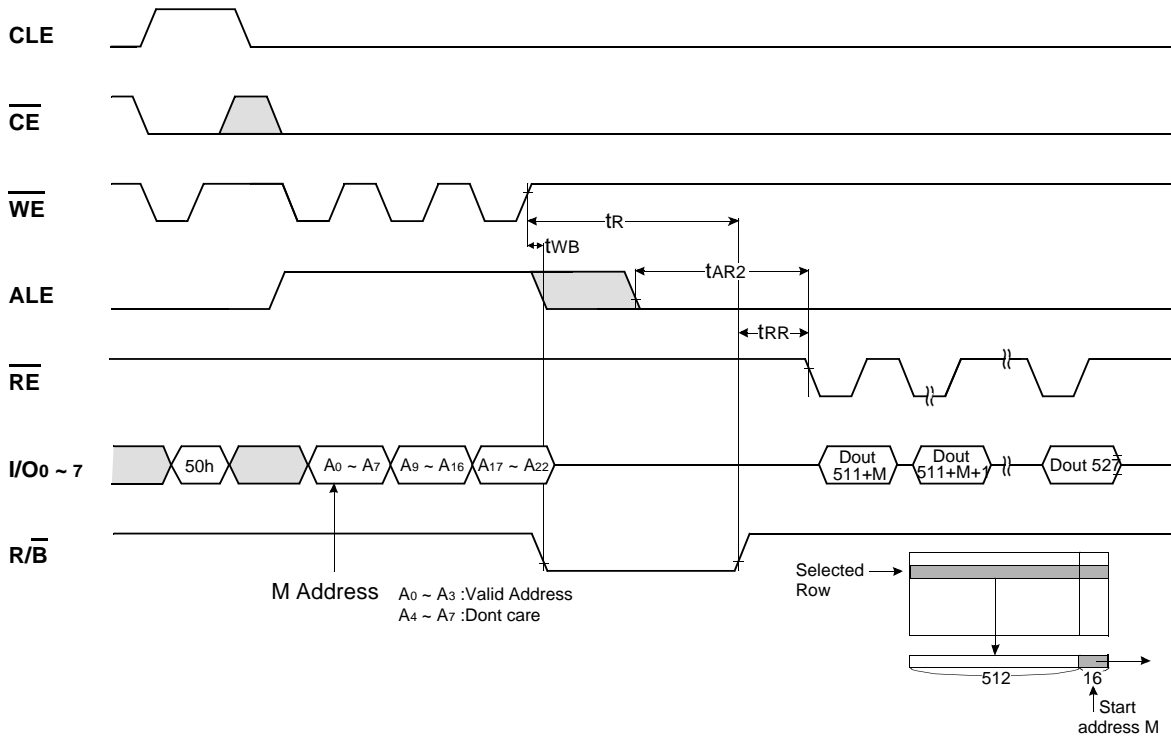 CLE
CE
WE
tR
tWB
ALE
tAR2
tRR
RE
I/O0 ~ 7
50h
A0 ~ A7
A9 ~ A16
A17 ~ A22
Dout
511+M
Dout
511+M+1
Dout 527
R/B
M Address
A0 ~ A3 :Valid Address
A4 ~ A7 :Dont care
Selected
Row
512
16
Start
address M